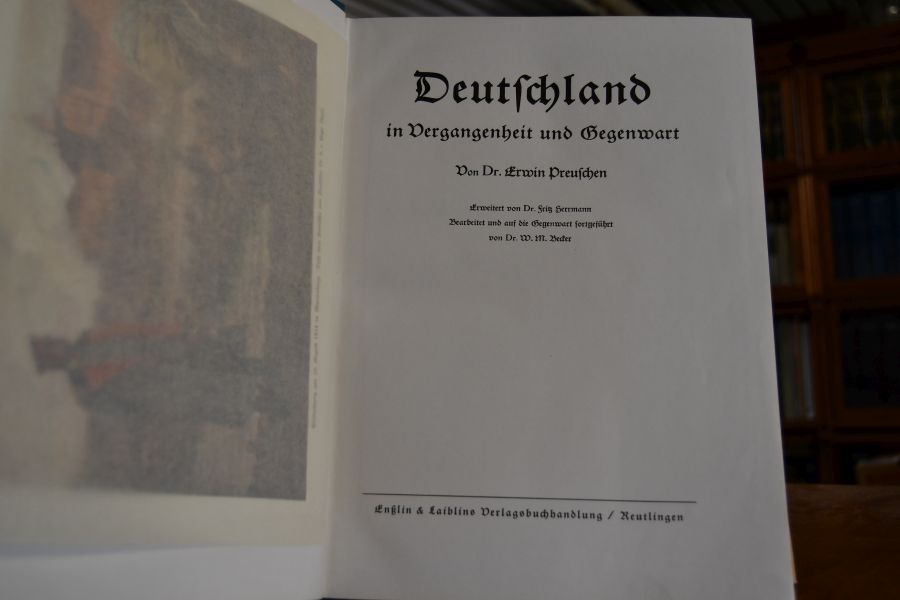 Deutſchland
in Vergangenheit und Gegenwart
Von Dr. Erwin Preuſchen
Erweitert von Dr. Fritz Herrmann
Bearbeitet und auf die Gegenwart fortgeführt
von Dr. W. M. Becker
Enßlin & Laiblins Verlagsbuchhandlung / Reutlingen